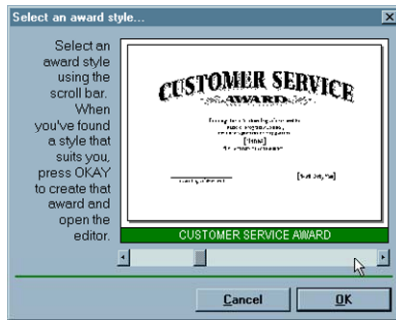 Select an award style...
Select an
award style
using the
scroll bar.
When
you've found
a style that
suits you,
press OKAY
to create that
award and
open the
editor.
CUSTOMER SERVICE
AWARD
CUSTOMER SERVICE AWARD
Cancel
OK